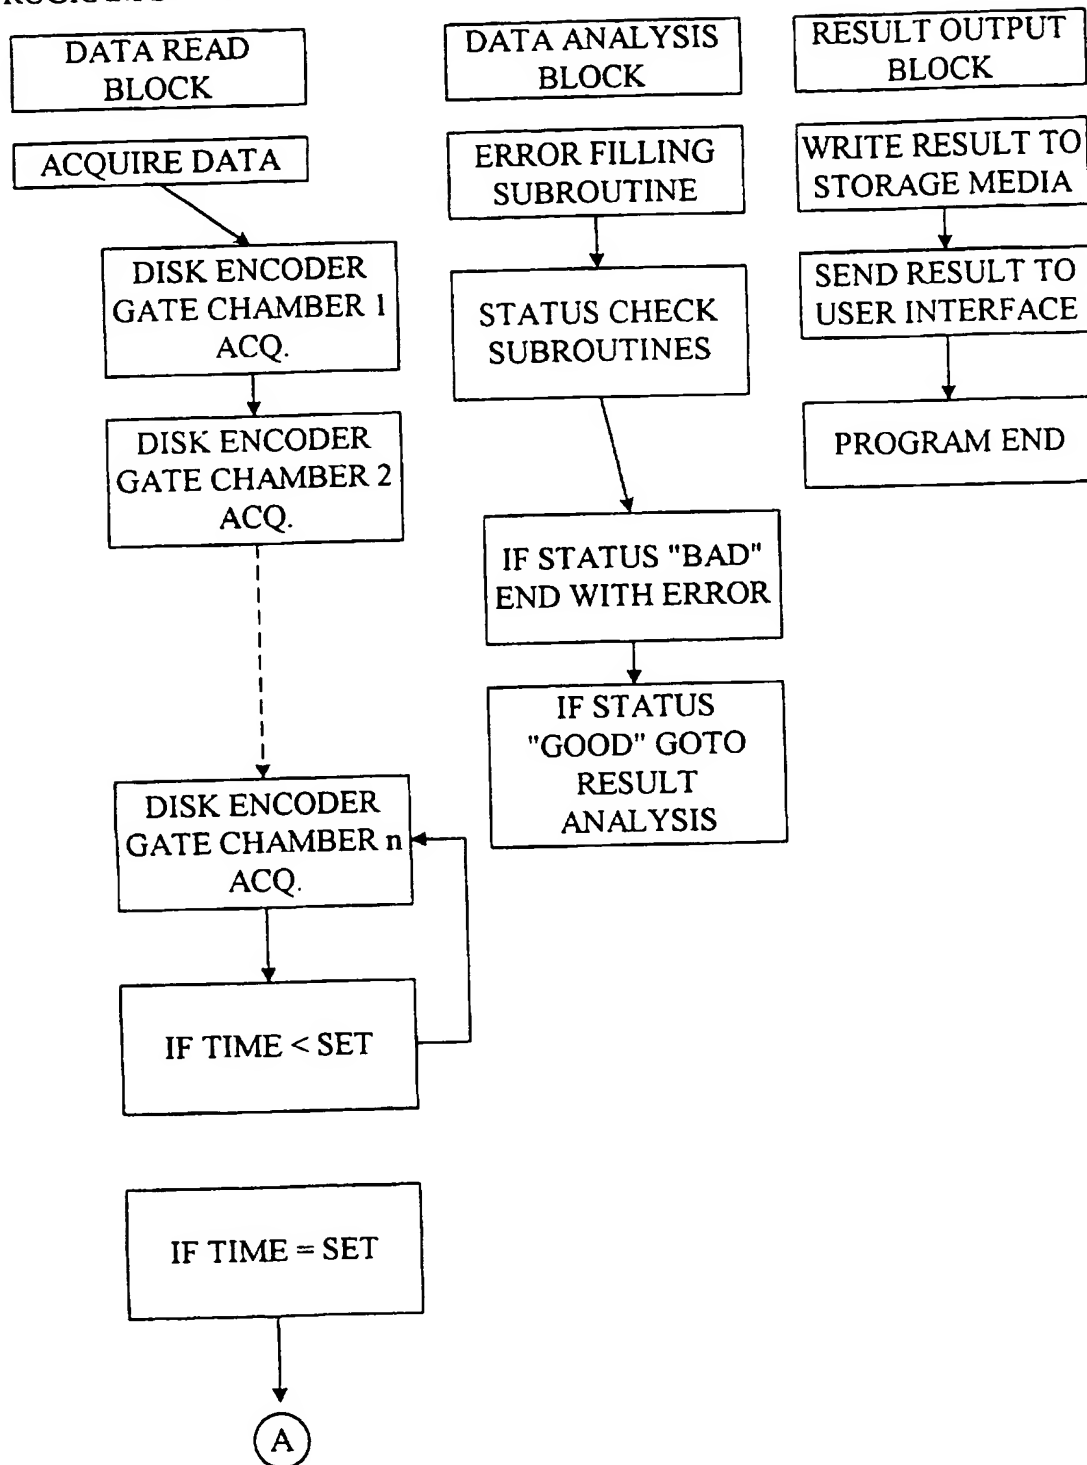 DATA READ
BLOCK
ACQUIRE DATA
DISK ENCODER
GATE CHAMBER 1
ACQ.
DISK ENCODER
GATE CHAMBER 2
ACQ.
DISK ENCODER
GATE CHAMBER n
ACQ.
IF TIME < SET
IF TIME = SET
A
DATA ANALYSIS
BLOCK
ERROR FILLING
SUBROUTINE
STATUS CHECK
SUBROUTINES
IF STATUS "BAD"
END WITH ERROR
IF STATUS
"GOOD" GOTO
RESULT
ANALYSIS
RESULT OUTPUT
BLOCK
WRITE RESULT TO
STORAGE MEDIA
SEND RESULT TO
USER INTERFACE
PROGRAM END